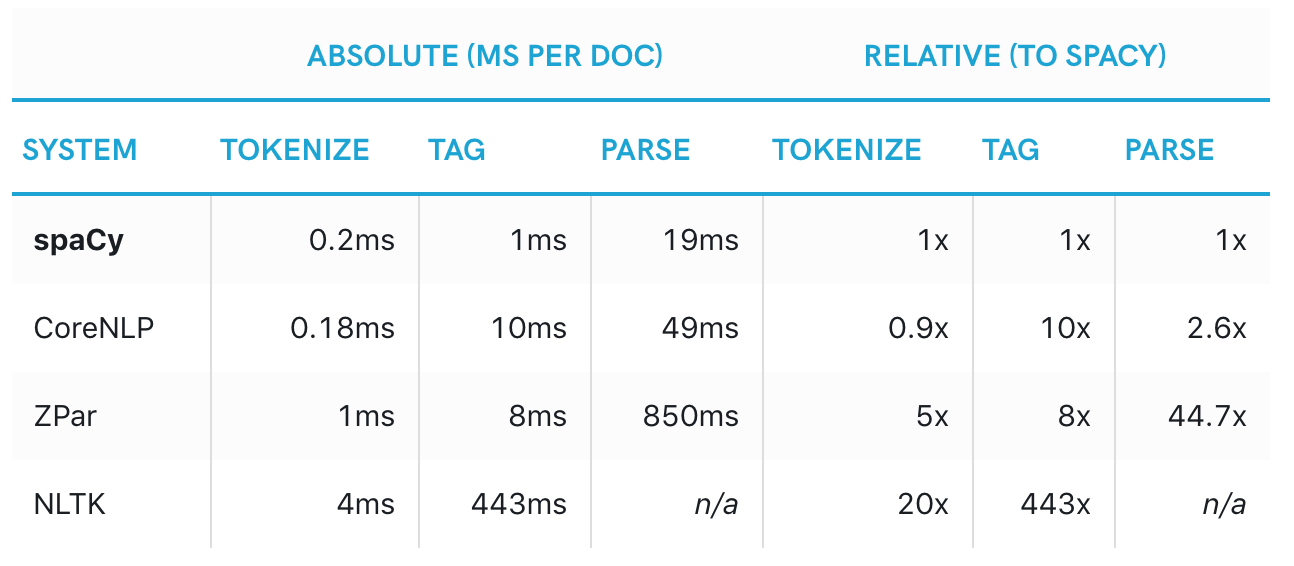 ABSOLUTE (MS PER DOC) RELATIVE (TO SPACY)
SYSTEM TOKENIZE TAG PARSE TOKENIZE TAG PARSE
spaCy 0.2ms 1ms 19ms 1x 1x 1x
CoreNLP 0.18ms 10ms 49ms 0.9x 10x 2.6x
ZPar 1ms 8ms 850ms 5x 8x 44.7x
NLTK 4ms 443ms n/a 20x 443x n/a